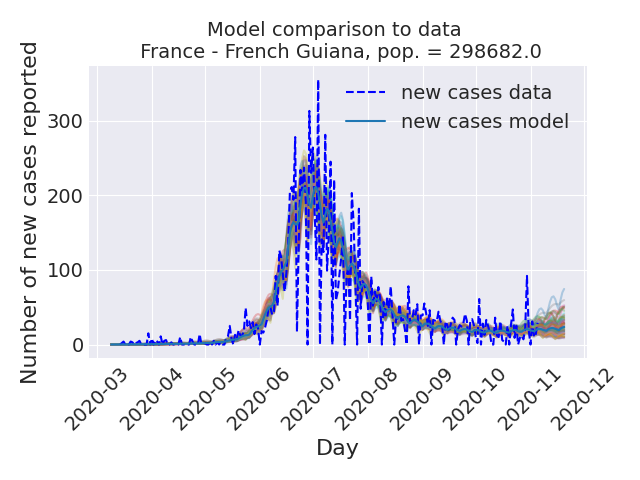 Model comparison to data
France - French Guiana, pop. = 298682.0
Number of new cases reported
300
200
100
0
new cases data
new cases model
2020-03
2020-04
2020-05
2020-06
2020-07
2020-08
2020-09
2020-10
2020-11
2020-12
Day